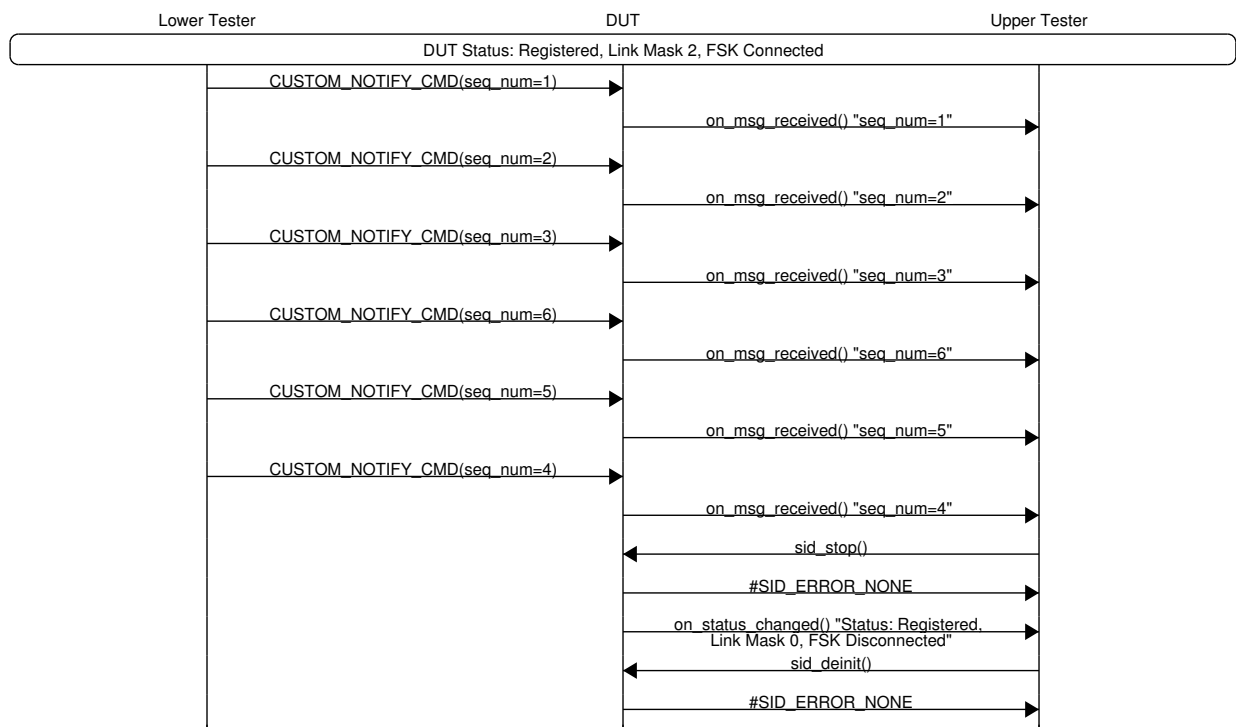 Lower Tester DUT Upper Tester
DUT Status: Registered, Link Mask 2, FSK Connected
CUSTOM_NOTIFY_CMD(seq_num=1)
on_msg_received() "seq_num=1"
CUSTOM_NOTIFY_CMD(seq_num=2)
on_msg_received() "seq_num=2"
CUSTOM_NOTIFY_CMD(seq_num=3)
on_msg_received() "seq_num=3"
CUSTOM_NOTIFY_CMD(seq_num=6)
on_msg_received() "seq_num=6"
CUSTOM_NOTIFY_CMD(seq_num=5)
on_msg_received() "seq_num=5"
CUSTOM_NOTIFY_CMD(seq_num=4)
on_msg_received() "seq_num=4"
sid_stop()
#SID_ERROR_NONE
on_status_changed() "Status: Registered,
Link Mask 0, FSK Disconnected"
sid_deinit()
#SID_ERROR_NONE